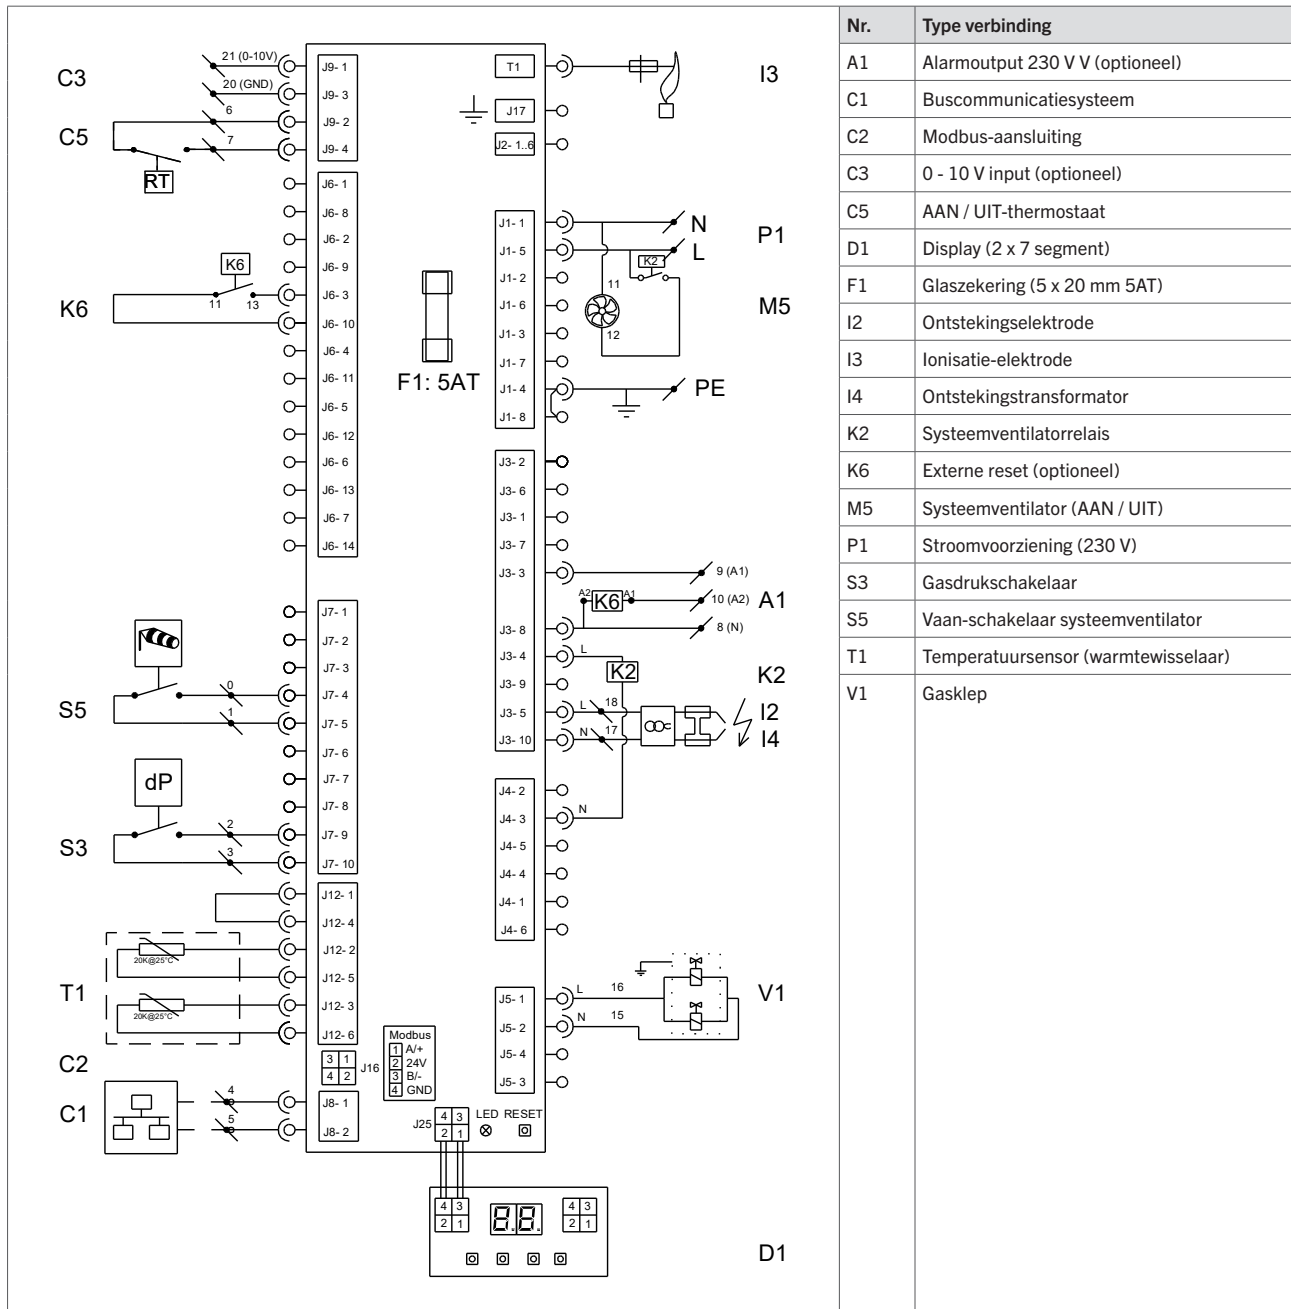 C3
C5
K6
S5
S3
T1
C2
C1
21 (0-10V)
20 (GND)
6
7
RT
K6
11
13
0
1
dP
2
3
20K@25°C
20K@25°C
4
5
J9- 1
J9- 3
J9- 2
J9- 4
J6- 1
J6- 8
J6- 2
J6- 9
J6- 3
J6- 10
J6- 4
J6- 11
J6- 5
J6- 12
J6- 6
J6- 13
J6- 7
J6- 14
J7- 1
J7- 2
J7- 3
J7- 4
J7- 5
J7- 6
J7- 7
J7- 8
J7- 9
J7- 10
J12- 1
J12- 4
J12- 2
J12- 5
J12- 3
J12- 6
3 1
4 2
J16
Modbus
1 A/+
2 24V
3 B/-
4 GND
J8- 1
J8- 2
F1: 5AT
J25
4 3
2 1
LED RESET
4 3
2 1
8.8.
4 3
2 1
T1
J17
J2- 1..6
J1- 1
J1- 5
J1- 2
J1- 6
J1- 3
J1- 7
J1- 4
J1- 8
J3- 2
J3- 6
J3- 1
J3- 7
J3- 3
J3- 8
J3- 4
J3- 9
J3- 5
J3- 10
J4- 2
J4- 3
J4- 5
J4- 4
J4- 1
J4- 6
J5- 1
J5- 2
J5- 4
J5- 3
N
L
K2
11
12
PE
9 (A1)
A2 K6 A1
10 (A2)
8 (N)
L
K2
L 18
N 17
N
L 16
N 15
I3
P1
M5
A1
K2
I2
I4
V1
D1
Nr. Type verbinding
A1 Alarmoutput 230 V V (optioneel)
C1 Buscommunicatiesysteem
C2 Modbus-aansluiting
C3 0 - 10 V input (optioneel)
C5 AAN / UIT-thermostaat
D1 Display (2 x 7 segment)
F1 Glaszekering (5 x 20 mm 5AT)
I2 Ontstekingselektrode
I3 Ionisatie-elektrode
I4 Ontstekingstransformator
K2 Systeemventilatorrelais
K6 Externe reset (optioneel)
M5 Systeemventilator (AAN / UIT)
P1 Stroomvoorziening (230 V)
S3 Gasdrukschakelaar
S5 Vaan-schakelaar systeemventilator
T1 Temperatuursensor (warmtewisselaar)
V1 Gasklep